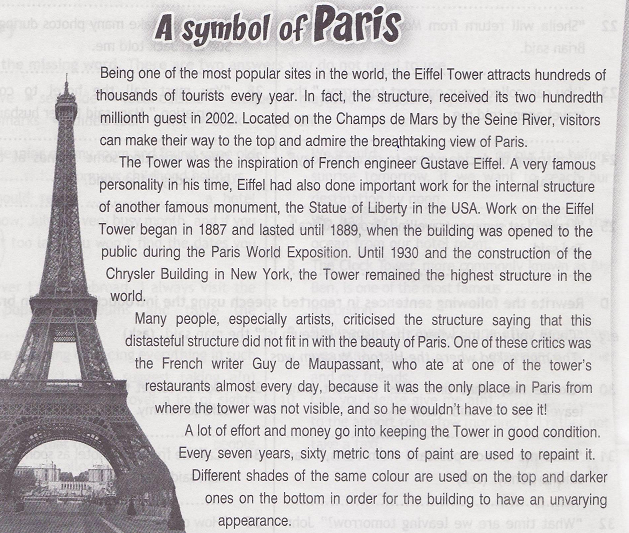 A symbol of Paris
Being one of the most popular sites in the world, the Eiffel Tower attracts hundreds of
thousands of tourists every year. In fact, the structure, received its two hundredth
millionth guest in 2002. Located on the Champs de Mars by the Seine River, visitors
can make their way to the top and admire the breathtaking view of Paris.
The Tower was the inspiration of French engineer Gustave Eiffel. A very famous
personality in his time, Eiffel had also done important work for the internal structure
of another famous monument, the Statue of Liberty in the USA. Work on the Eiffel
Tower began in 1887 and lasted until 1889, when the building was opened to the
public during the Paris World Exposition. Until 1930 and the construction of the
Chrysler Building in New York, the Tower remained the highest structure in the
world.
Many people, especially artists, criticised the structure saying that this
distasteful structure did not fit in with the beauty of Paris. One of these critics was
the French writer Guy de Maupassant, who ate at one of the tower's
restaurants almost every day, because it was the only place in Paris from
where the tower was not visible, and so he wouldn't have to see it!
A lot of effort and money go into keeping the Tower in good condition.
Every seven years, sixty metric tons of paint are used to repaint it.
Different shades of the same colour are used on the top and darker
ones on the bottom in order for the building to have an unvarying
appearance.